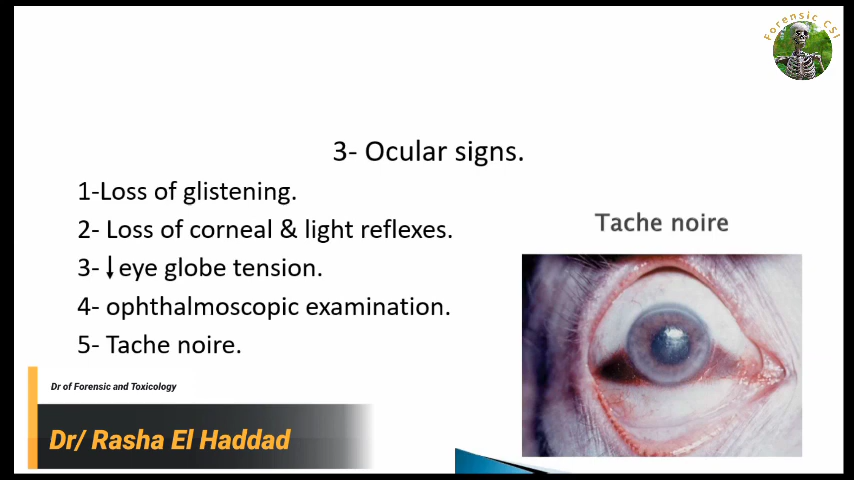 Forensic CSI
3- Ocular signs.
1-Loss of glistening.
2- Loss of corneal & light reflexes.
3- ↓eye globe tension.
4- ophthalmoscopic examination.
5- Tache noire.
Tache noire
Dr of Forensic and Toxicology
Dr/ Rasha El Haddad